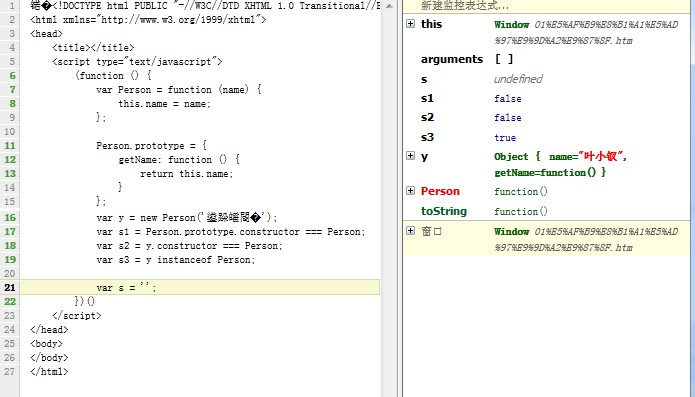 1 锘�<!DOCTYPE html PUBLIC "-//W3C//DTD XHTML 1.0 Transitional//E
2 <html xmlns="http://www.w3.org/1999/xhtml">
3 <head>
4 <title></title>
5 <script type="text/javascript">
6 (function () {
7 var Person = function (name) {
8 this.name = name;
9 };
10
11 Person.prototype = {
12 getName: function () {
13 return this.name;
14 }
15 };
16 var y = new Person('�');
17 var s1 = Person.prototype.constructor === Person;
18 var s2 = y.constructor === Person;
19 var s3 = y instanceof Person;
20
21 var s = '';
22 })()
23 </script>
24 </head>
25 <body>
26 </body>
27 </html>
新建监控表达式...
this Window 01%E5%AF%B9%E8%B1%A1%E5%AD
%97%E9%9D%A2%E9%87%8F.htm
arguments [ ]
s undefined
s1 false
s2 false
s3 true
y Object { name="叶小钗",
getName=function() }
Person function()
toString function()
窗口 Window 01%E5%AF%B9%E8%B1%A1%E5%AD
%97%E9%9D%A2%E9%87%8F.htm